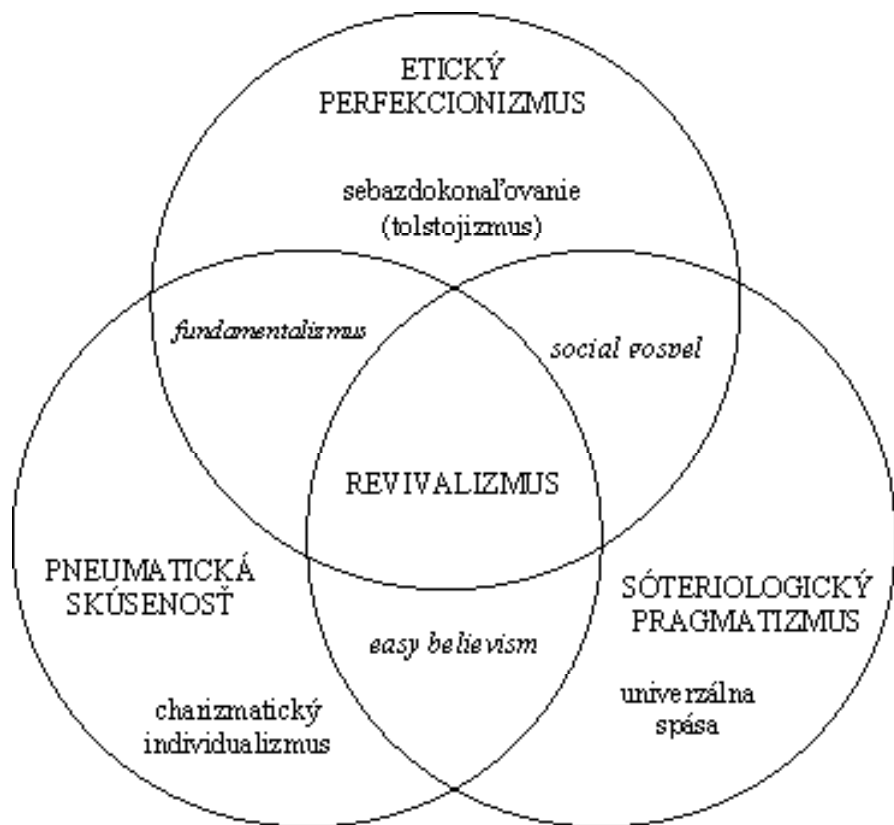 ETICKÝ
PERFEKCIONIZMUS
sebazdokonaľovanie
(tolstojizmus)
fundamentalizmus
social gospel
REVIVALIZMUS
PNEUMATICKÁ
SKÚSENOSŤ
SÓTERIOLOGICKÝ
PRAGMATIZMUS
easy believism
charizmatický
individualizmus
univerzálna
spása